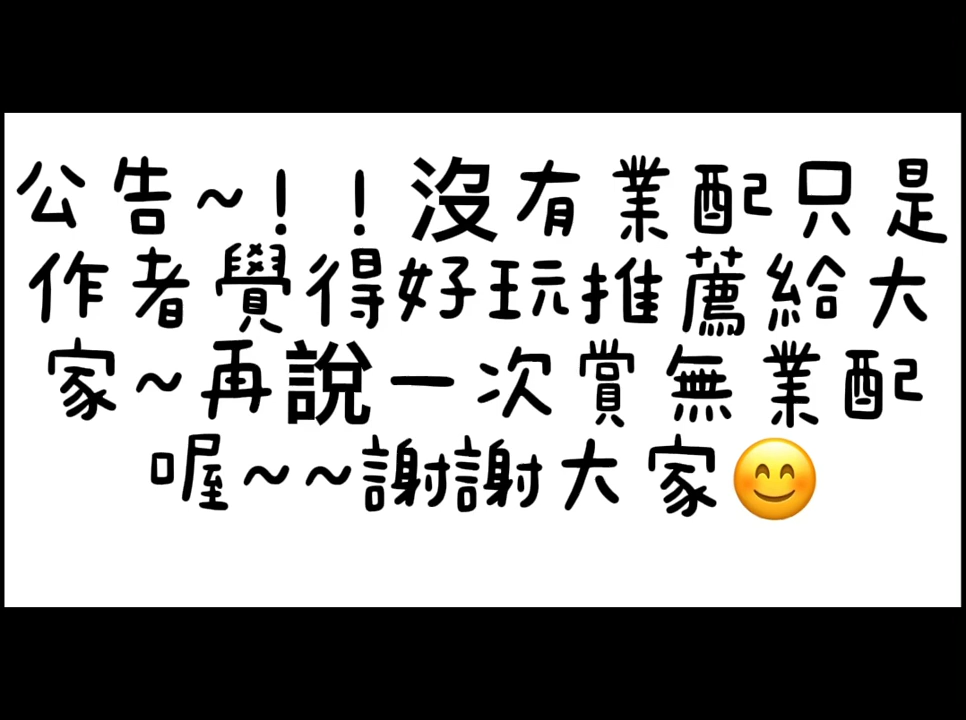 公告~！！沒有業配只是
作者覺得好玩推薦給大
家~再說一次賞無業配
喔~~謝謝大家😊